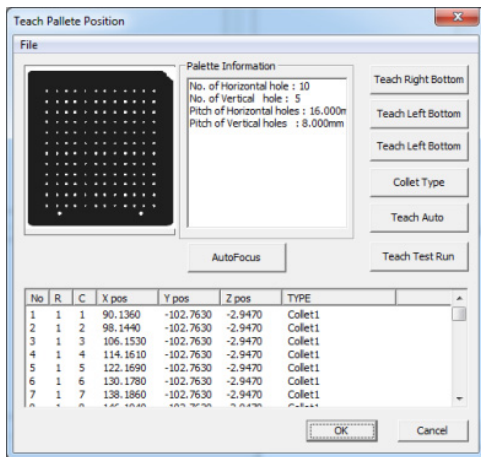 Teach Pallete Position
File
Palette Information
No. of Horizontal hole : 10
No. of Vertical hole : 5
Pitch of Horizontal holes : 16.000m
Pitch of Vertical holes : 8.000mm
Teach Right Bottom
Teach Left Bottom
Teach Left Bottom
Collet Type
Teach Auto
AutoFocus
Teach Test Run
No R C X pos Y pos Z pos TYPE
1 1 1 90.1360 -102.7630 -2.9470 Collet1
2 1 2 98.1440 -102.7630 -2.9470 Collet1
3 1 3 106.1530 -102.7630 -2.9470 Collet1
4 1 4 114.1610 -102.7630 -2.9470 Collet1
5 1 5 122.1690 -102.7630 -2.9470 Collet1
6 1 6 130.1780 -102.7630 -2.9470 Collet1
7 1 7 138.1860 -102.7630 -2.9470 Collet1
OK Cancel